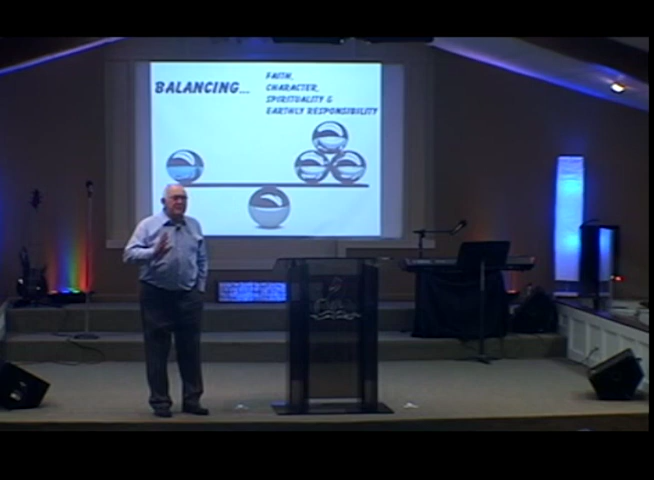 BALANCING...
FAITH,
CHARACTER,
SPIRITUALITY &
EARTHLY RESPONSIBILITY